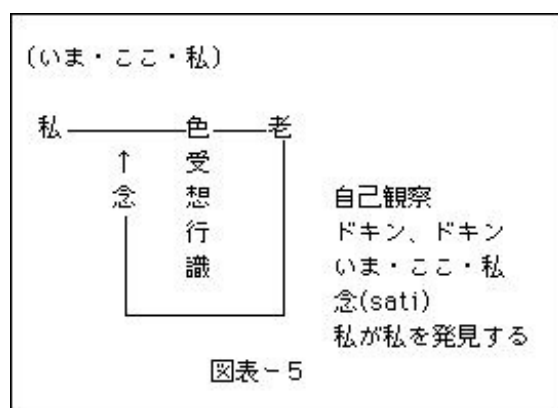 (いま・ここ・私)
私 色 老
↑ 受
念 想
行
識
自己観察
ドキン、ドキン
いま・ここ・私
念(sati)
私が私を発見する
図表－5